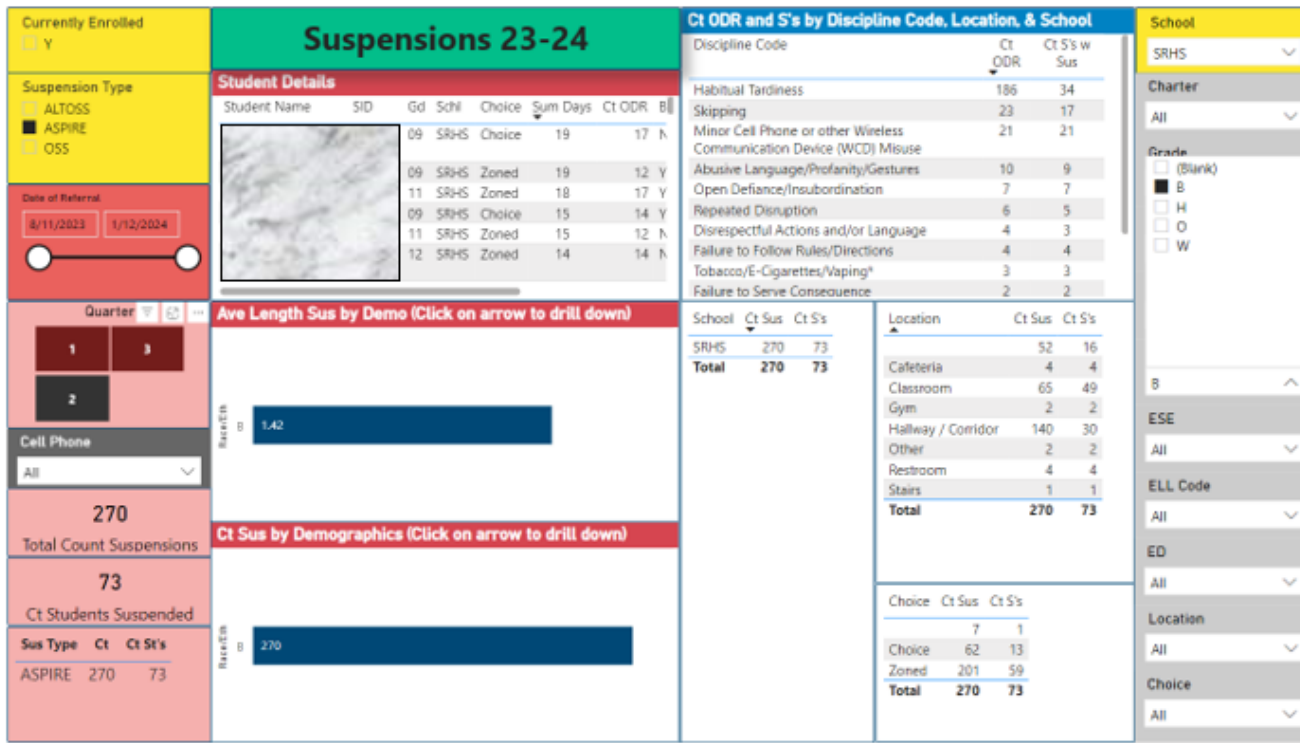 Currently Enrolled
Y
Suspension Type
ALTOSS
ASPIRE
OSS
Date of Referral
8/11/2023 1/12/2024
Quarter
1 3
2
Cell Phone
All
270
Total Count Suspensions
73
Ct Students Suspended
Sus Type Ct Ct St's
ASPIRE 270 73
Suspensions 23-24
Student Details
Student Name SID Gd Schl Choice Sum Days Ct ODR
09 SRHS Choice 19 17 N
09 SRHS Zoned 19 12 Y
11 SRHS Zoned 18 17 Y
09 SRHS Choice 15 14 Y
11 SRHS Zoned 15 12 N
12 SRHS Zoned 14 14 N
Ave Length Sus by Demo (Click on arrow to drill down)
Race/Eth
B
1.42
Ct Sus by Demographics (Click on arrow to drill down)
Race/Eth
B
270
Ct ODR and S's by Discipline Code, Location, & School
Discipline Code Ct ODR Ct S's w Sus
Habitual Tardiness 186 34
Skipping 23 17
Minor Cell Phone or other Wireless 21 21
Communication Device (WCD) Misuse
Abusive Language/Profanity/Gestures 10 9
Open Defiance/Insubordination 7 7
Repeated Disruption 6 5
Disrespectful Actions and/or Language 4 3
Failure to Follow Rules/Directions 4 4
Tobacco/E-Cigarettes/Vaping* 3 3
Failure to Serve Consequence 2 2
School Ct Sus Ct S's
SRHS 270 73
Total 270 73
Location Ct Sus Ct S's
52 16
Cafeteria 4 4
Classroom 65 49
Gym 2 2
Hallway / Corridor 140 30
Other 2 2
Restroom 4 4
Stairs 1 1
Total 270 73
Choice Ct Sus Ct S's
7 1
Choice 62 13
Zoned 201 59
Total 270 73
School
SRHS
Charter
All
Grade
(Blank)
B
H
O
W
B
ESE
All
ELL Code
All
ED
All
Location
All
Choice
All